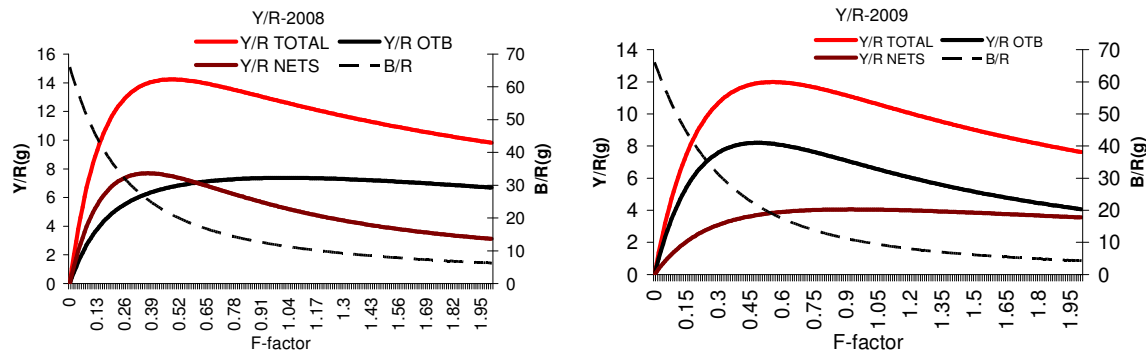 Y/R-2008
Y/R TOTAL Y/R OTB
Y/R NETS B/R
16
14
12
10
8
6
4
2
0
Y/R(g)
70
60
50
40
30
20
10
0
B/R(g)
0 0.13 0.26 0.39 0.52 0.65 0.78 0.91 1.04 1.17 1.3 1.43 1.56 1.69 1.82 1.95
F-factor
Y/R-2009
Y/R TOTAL Y/R OTB
Y/R NETS B/R
14
12
10
8
6
4
2
0
Y/R(g)
70
60
50
40
30
20
10
0
B/R(g)
0 0.15 0.3 0.45 0.6 0.75 0.9 1.05 1.2 1.35 1.5 1.65 1.8 1.95
F-factor